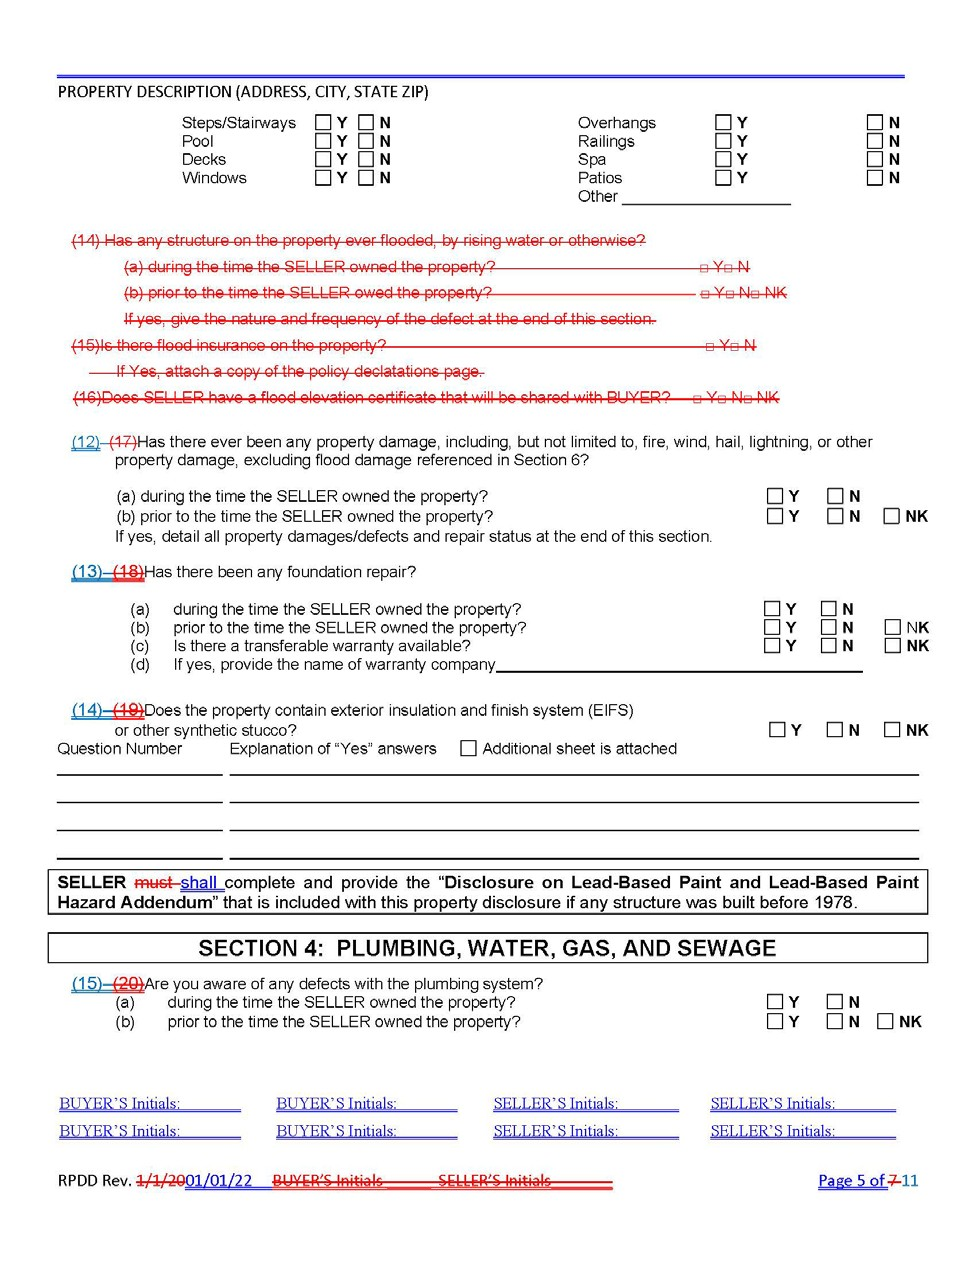 PROPERTY DESCRIPTION (ADDRESS, CITY, STATE ZIP)
Steps/Stairways □ Y □ N Overhangs □ Y □ N
Pool □ Y □ N Railings □ Y □ N
Decks □ Y □ N Spa □ Y □ N
Windows □ Y □ N Patios □ Y □ N
Other ____________________
(14) Has any structure on the property ever flooded, by rising water or otherwise?
(a) during the time the SELLER owned the property? □ Y□ N
(b) prior to the time the SELLER owed the property? □ Y□ N□ NK
If yes, give the nature and frequency of the defect at the end of this section.
(15)Is there flood insurance on the property? □ Y□ N
If Yes, attach a copy of the policy declatations page.
(16)Does SELLER have a flood elevation certificate that will be shared with BUYER? □ Y□ N□ NK
(12) (17)Has there ever been any property damage, including, but not limited to, fire, wind, hail, lightning, or other
property damage, excluding flood damage referenced in Section 6?
(a) during the time the SELLER owned the property? □ Y □ N
(b) prior to the time the SELLER owned the property? □ Y □ N □ NK
If yes, detail all property damages/defects and repair status at the end of this section.
(13) (18)Has there been any foundation repair?
(a) during the time the SELLER owned the property? □ Y □ N
(b) prior to the time the SELLER owned the property? □ Y □ N □ NK
(c) Is there a transferable warranty available? □ Y □ N □ NK
(d) If yes, provide the name of warranty company____________________
(14) (19)Does the property contain exterior insulation and finish system (EIFS)
or other synthetic stucco? □ Y □ N □ NK
Question Number Explanation of “Yes” answers □ Additional sheet is attached
SELLER must shall complete and provide the “Disclosure on Lead-Based Paint and Lead-Based Paint
Hazard Addendum” that is included with this property disclosure if any structure was built before 1978.
SECTION 4: PLUMBING, WATER, GAS, AND SEWAGE
(15) (20)Are you aware of any defects with the plumbing system?
(a) during the time the SELLER owned the property? □ Y □ N
(b) prior to the time the SELLER owned the property? □ Y □ N □ NK
BUYER’S Initials:_______ BUYER’S Initials:_______ SELLER’S Initials:_______ SELLER’S Initials:_______
BUYER’S Initials:_______ BUYER’S Initials:_______ SELLER’S Initials:_______ SELLER’S Initials:_______
RPDD Rev. 1/1/2001/01/22 BUYER’S Initials______ SELLER’S Initials________ Page 5 of 7 11